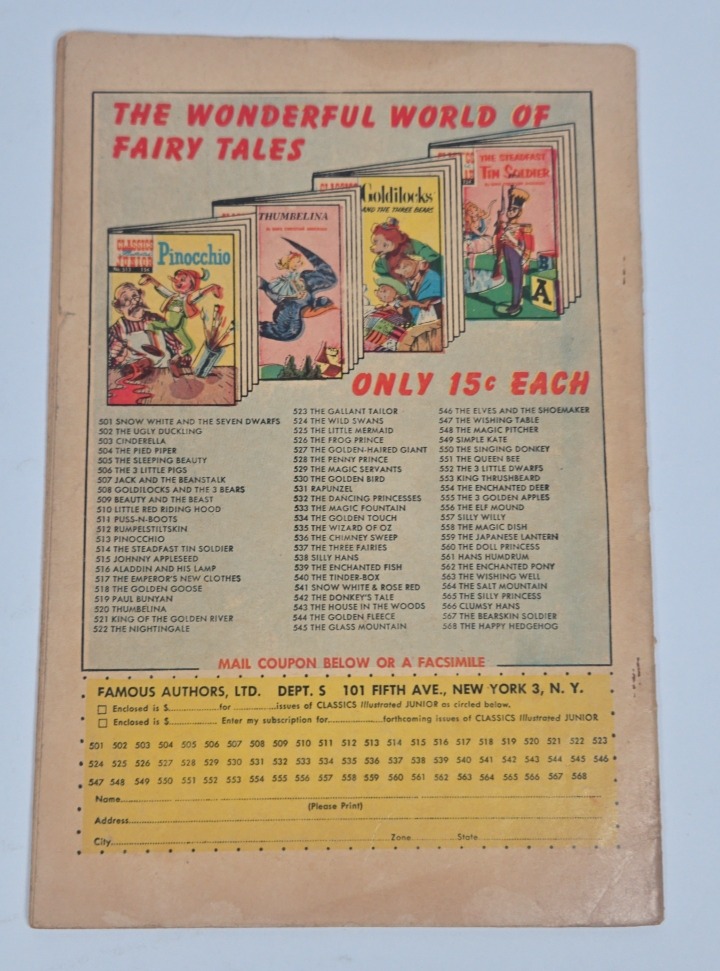 THE WONDERFUL WORLD OF
FAIRY TALES
CLASSICS
Illustrated
JUNIOR
No. 513 15¢
Pinocchio
THUMBELINA
Goldilocks
AND THE THREE BEARS
THE STEADFAST
TIN SOLDIER
B
A
ONLY 15¢ EACH
501 SNOW WHITE AND THE SEVEN DWARFS
502 THE UGLY DUCKLING
503 CINDERELLA
504 THE PIED PIPER
505 THE SLEEPING BEAUTY
506 THE 3 LITTLE PIGS
507 JACK AND THE BEANSTALK
508 GOLDILOCKS AND THE 3 BEARS
509 BEAUTY AND THE BEAST
510 LITTLE RED RIDING HOOD
511 PUSS-N-BOOTS
512 RUMPELSTILTSKIN
513 PINOCCHIO
514 THE STEADFAST TIN SOLDIER
515 JOHNNY APPLESEED
516 ALADDIN AND HIS LAMP
517 THE EMPEROR'S NEW CLOTHES
518 THE GOLDEN GOOSE
519 PAUL BUNYAN
520 THUMBELINA
521 KING OF THE GOLDEN RIVER
522 THE NIGHTINGALE
523 THE GALLANT TAILOR
524 THE WILD SWANS
525 THE LITTLE MERMAID
526 THE FROG PRINCE
527 THE GOLDEN-HAIRED GIANT
528 THE PENNY PRINCE
529 THE MAGIC SERVANTS
530 THE GOLDEN BIRD
531 RAPUNZEL
532 THE DANCING PRINCESSES
533 THE MAGIC FOUNTAIN
534 THE GOLDEN TOUCH
535 THE WIZARD OF OZ
536 THE CHIMNEY SWEEP
537 THE THREE FAIRIES
538 SILLY HANS
539 THE ENCHANTED FISH
540 THE TINDER-BOX
541 SNOW WHITE & ROSE RED
542 THE DONKEY'S TALE
543 THE HOUSE IN THE WOODS
544 THE GOLDEN FLEECE
545 THE GLASS MOUNTAIN
546 THE ELVES AND THE SHOEMAKER
547 THE WISHING TABLE
548 THE MAGIC PITCHER
549 SIMPLE KATE
550 THE SINGING DONKEY
551 THE QUEEN BEE
552 THE 3 LITTLE DWARFS
553 KING THRUSHBEARD
554 THE ENCHANTED DEER
555 THE 3 GOLDEN APPLES
556 THE ELF MOUND
557 SILLY WILLY
558 THE MAGIC DISH
559 THE JAPANESE LANTERN
560 THE DOLL PRINCESS
561 HANS HUMDRUM
562 THE ENCHANTED PONY
563 THE WISHING WELL
564 THE SALT MOUNTAIN
565 THE SILLY PRINCESS
566 CLUMSY HANS
567 THE BEARSKIN SOLDIER
568 THE HAPPY HEDGEHOG
MAIL COUPON BELOW OR A FACSIMILE
FAMOUS AUTHORS, LTD. DEPT. S 101 FIFTH AVE., NEW YORK 3, N. Y.
Enclosed is $.............. for ..............issues of CLASSICS Illustrated JUNIOR as circled below.
Enclosed is $.............. Enter my subscription for..............forthcoming issues of CLASSICS Illustrated JUNIOR
501 502 503 504 505 506 507 508 509 510 511 512 513 514 515 516 517 518 519 520 521 522 523
524 525 526 527 528 529 530 531 532 533 534 535 536 537 538 539 540 541 542 543 544 545 546
547 548 549 550 551 552 553 554 555 556 557 558 559 560 561 562 563 564 565 566 567 568
Name..............
(Please Print)
Address..............
City.............. Zone.............. State..............